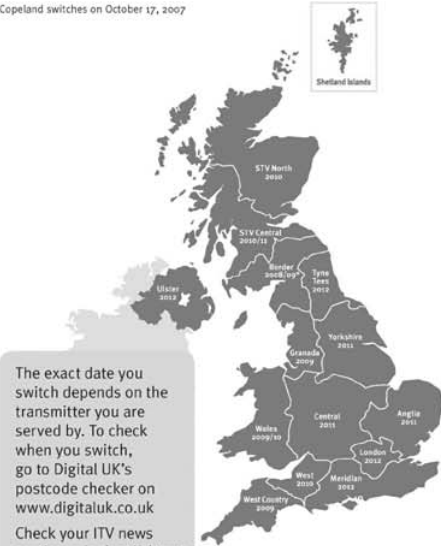 Copeland switches on October 17, 2007
Shetland Islands
STV North
2010
STV Central
2010/11
Border
2008/09*
Tyne
Tees
2012
Ulster
2012
Yorkshire
2011
Granada
2009
Central
2011
Anglia
2011
Wales
2009/10
London
2012
West
2010
Meridian
2012
West Country
2009
The exact date you
switch depends on the
transmitter you are
served by. To check
when you switch,
go to Digital UK's
postcode checker on
www.digitaluk.co.uk
Check your ITV news